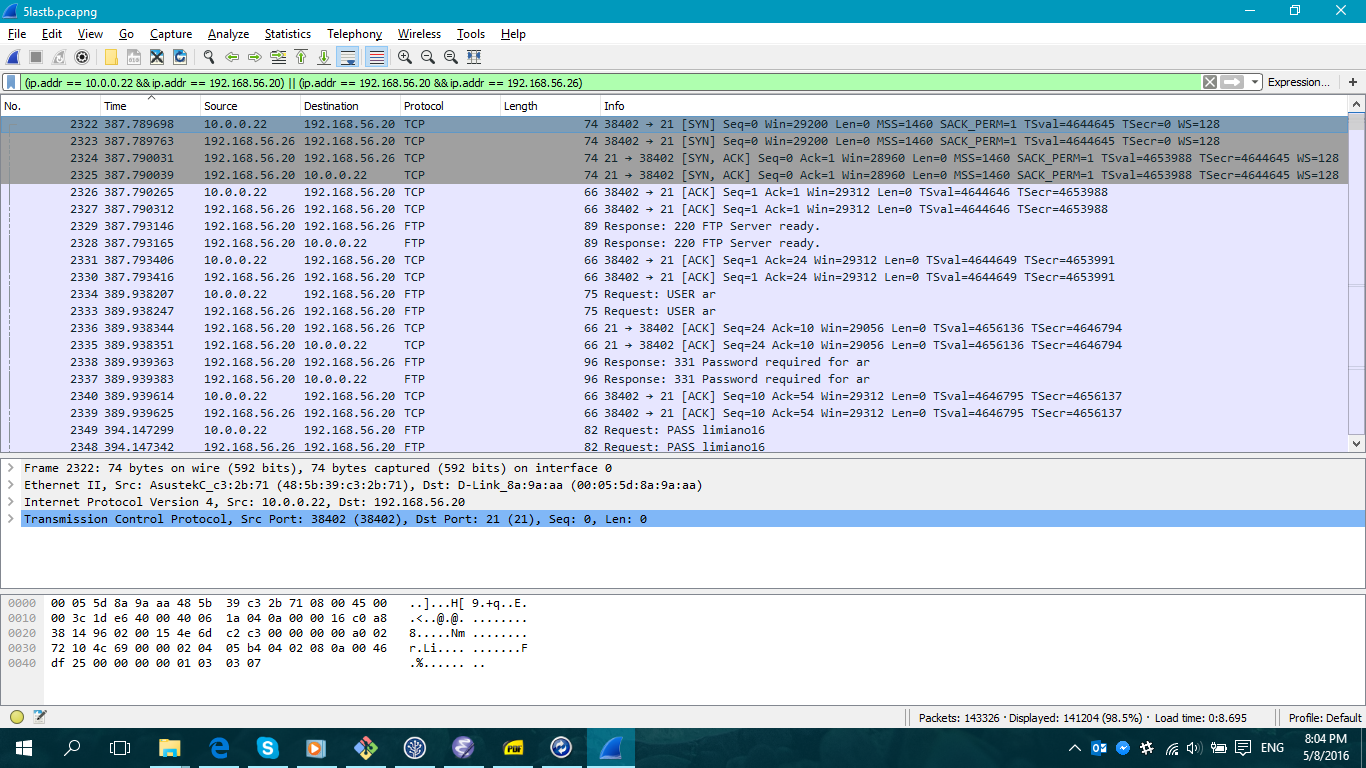 5lastb.pcapng
File Edit View Go Capture Analyze Statistics Telephony Wireless Tools Help
(ip.addr == 10.0.0.22 && ip.addr == 192.168.56.20) || (ip.addr == 192.168.56.20 && ip.addr == 192.168.56.26) Expression... +
No. Time Source Destination Protocol Length Info
2322 387.789698 10.0.0.22 192.168.56.20 TCP 74 38402 → 21 [SYN] Seq=0 Win=29200 Len=0 MSS=1460 SACK_PERM=1 TSval=4644645 TSecr=0 WS=128
2323 387.789763 192.168.56.26 192.168.56.20 TCP 74 38402 → 21 [SYN] Seq=0 Win=29200 Len=0 MSS=1460 SACK_PERM=1 TSval=4644645 TSecr=0 WS=128
2324 387.790031 192.168.56.20 192.168.56.26 TCP 74 21 → 38402 [SYN, ACK] Seq=0 Ack=1 Win=28960 Len=0 MSS=1460 SACK_PERM=1 TSval=4653988 TSecr=4644645 WS=128
2325 387.790039 192.168.56.20 10.0.0.22 TCP 74 21 → 38402 [SYN, ACK] Seq=0 Ack=1 Win=28960 Len=0 MSS=1460 SACK_PERM=1 TSval=4653988 TSecr=4644645 WS=128
2326 387.790265 10.0.0.22 192.168.56.20 TCP 66 38402 → 21 [ACK] Seq=1 Ack=1 Win=29312 Len=0 TSval=4644646 TSecr=4653988
2327 387.790312 192.168.56.26 192.168.56.20 TCP 66 38402 → 21 [ACK] Seq=1 Ack=1 Win=29312 Len=0 TSval=4644646 TSecr=4653988
2329 387.793146 192.168.56.20 192.168.56.26 FTP 89 Response: 220 FTP Server ready.
2328 387.793165 192.168.56.20 10.0.0.22 FTP 89 Response: 220 FTP Server ready.
2331 387.793406 10.0.0.22 192.168.56.20 TCP 66 38402 → 21 [ACK] Seq=1 Ack=24 Win=29312 Len=0 TSval=4644649 TSecr=4653991
2330 387.793416 192.168.56.26 192.168.56.20 TCP 66 38402 → 21 [ACK] Seq=1 Ack=24 Win=29312 Len=0 TSval=4644649 TSecr=4653991
2334 389.938207 10.0.0.22 192.168.56.20 FTP 75 Request: USER ar
2333 389.938247 192.168.56.26 192.168.56.20 FTP 75 Request: USER ar
2336 389.938344 192.168.56.20 192.168.56.26 TCP 66 21 → 38402 [ACK] Seq=24 Ack=10 Win=29056 Len=0 TSval=4656136 TSecr=4646794
2335 389.938351 192.168.56.20 10.0.0.22 TCP 66 21 → 38402 [ACK] Seq=24 Ack=10 Win=29056 Len=0 TSval=4656136 TSecr=4646794
2338 389.939363 192.168.56.20 192.168.56.26 FTP 96 Response: 331 Password required for ar
2337 389.939383 192.168.56.20 10.0.0.22 FTP 96 Response: 331 Password required for ar
2340 389.939614 10.0.0.22 192.168.56.20 TCP 66 38402 → 21 [ACK] Seq=10 Ack=54 Win=29312 Len=0 TSval=4646795 TSecr=4656137
2339 389.939625 192.168.56.26 192.168.56.20 TCP 66 38402 → 21 [ACK] Seq=10 Ack=54 Win=29312 Len=0 TSval=4646795 TSecr=4656137
2349 394.147299 10.0.0.22 192.168.56.20 FTP 82 Request: PASS limiano16
2348 394.147342 192.168.56.26 192.168.56.20 FTP 82 Request: PASS limiano16
Frame 2322: 74 bytes on wire (592 bits), 74 bytes captured (592 bits) on interface 0
Ethernet II, Src: AsustekC_c3:2b:71 (48:5b:39:c3:2b:71), Dst: D-Link_8a:9a:aa (00:05:5d:8a:9a:aa)
Internet Protocol Version 4, Src: 10.0.0.22, Dst: 192.168.56.20
Transmission Control Protocol, Src Port: 38402 (38402), Dst Port: 21 (21), Seq: 0, Len: 0
0000 00 05 5d 8a 9a aa 48 5b 39 c3 2b 71 08 00 45 00 ..]...H[ 9.+q..E.
0010 00 3c 1d e6 40 00 40 06 1a 04 0a 00 00 16 c0 a8 .<..@.@. ........
0020 38 14 96 02 00 15 4e 6d c2 c3 00 00 00 00 a0 02 8.....Nm ........
0030 72 10 4c 69 00 00 02 04 05 b4 04 02 08 0a 00 46 r.Li.... .......F
0040 df 25 00 00 00 00 01 03 03 07 .%...... ..
Packets: 143326 · Displayed: 141204 (98.5%) · Load time: 0:8.695 Profile: Default
PDF
ENG
8:04 PM
5/8/2016